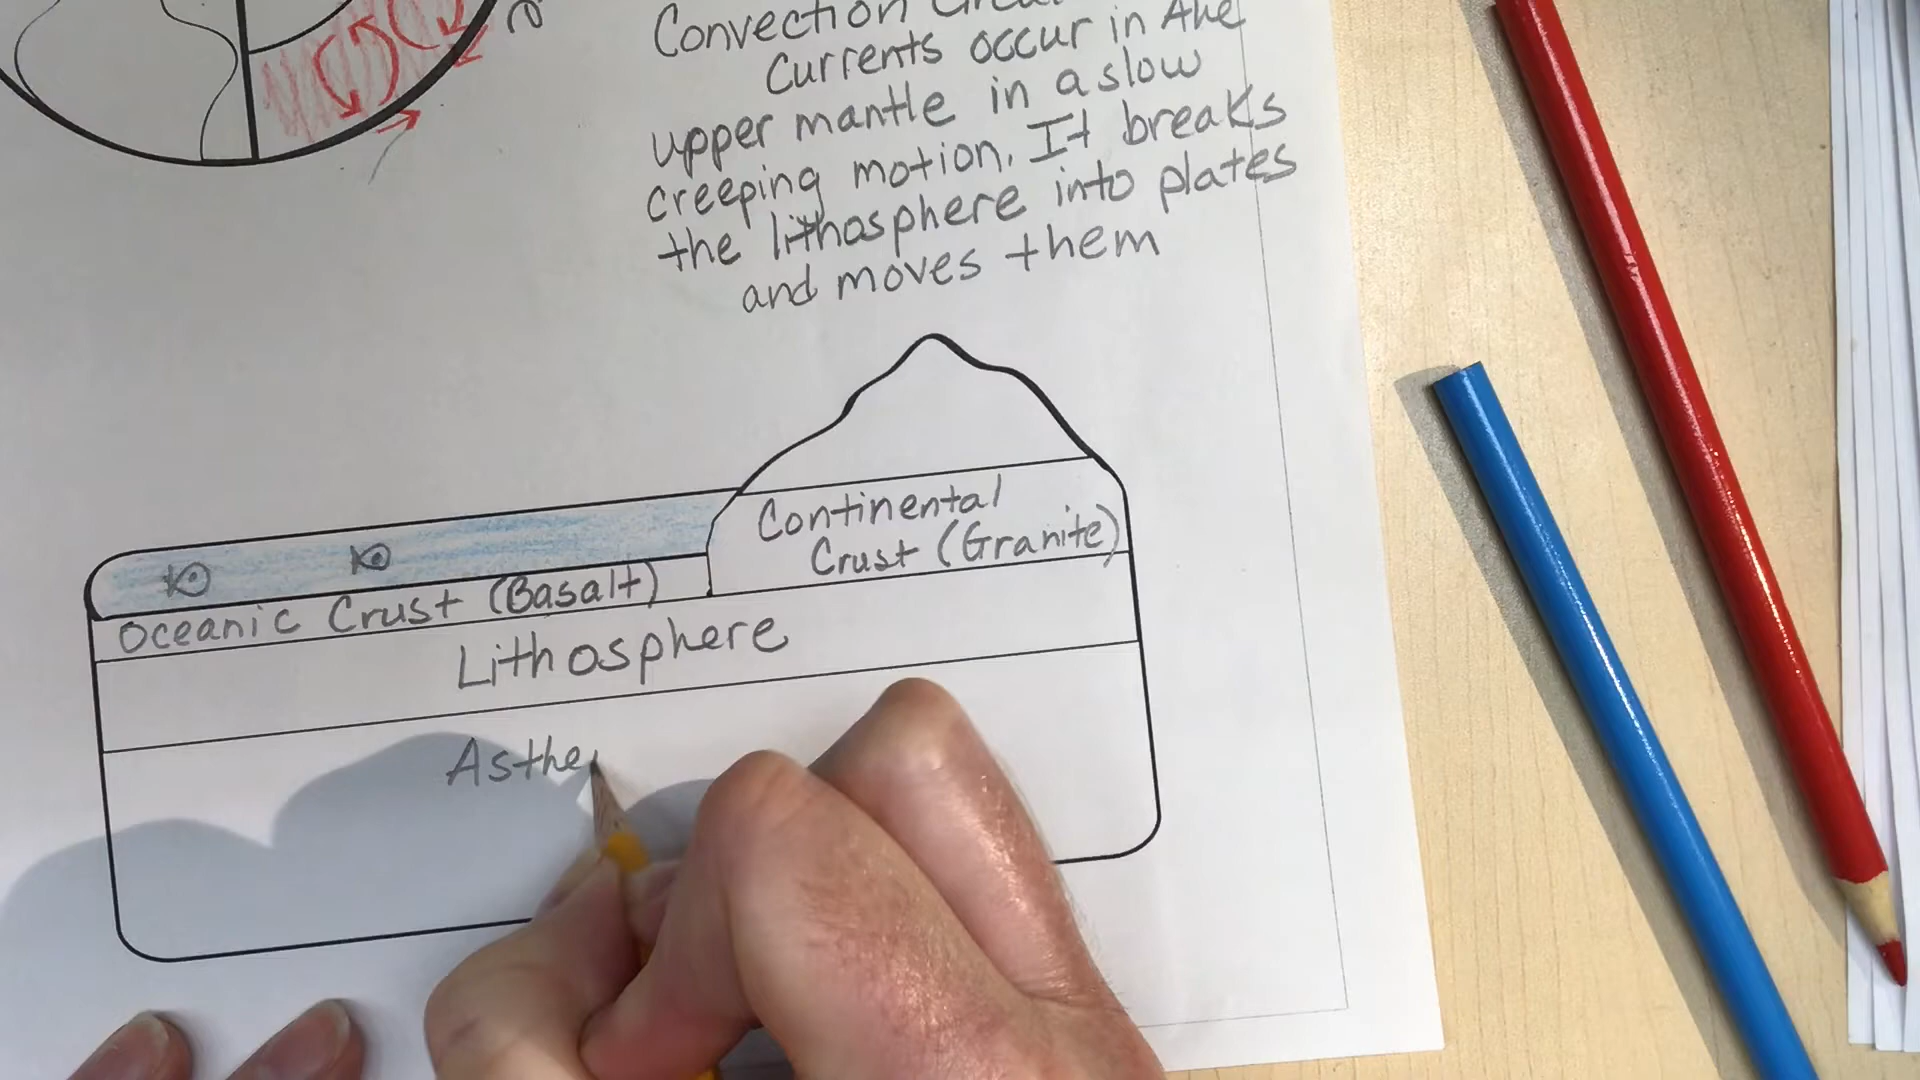 Convection
Currents occur in the
upper mantle in a slow
creeping motion. It breaks
the lithosphere into plates
and moves them
Continental
Crust (Granite)
Oceanic Crust (Basalt)
Lithosphere
Asthe